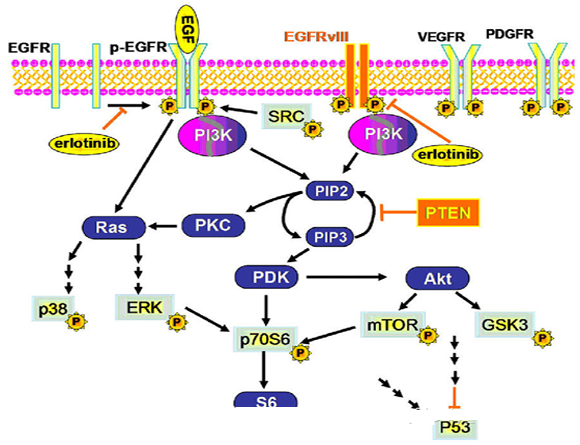 EGF
EGFR
p-EGFR
EGFRvIII
VEGFR
PDGFR
P
P
P
P
P
P
P
P
erlotinib
PI3K
SRC
P
PI3K
erlotinib
PIP2
PTEN
Ras
PKC
PIP3
PDK
Akt
p38
P
ERK
P
p70S6
P
mTOR
P
GSK3
P
S6
P53
P